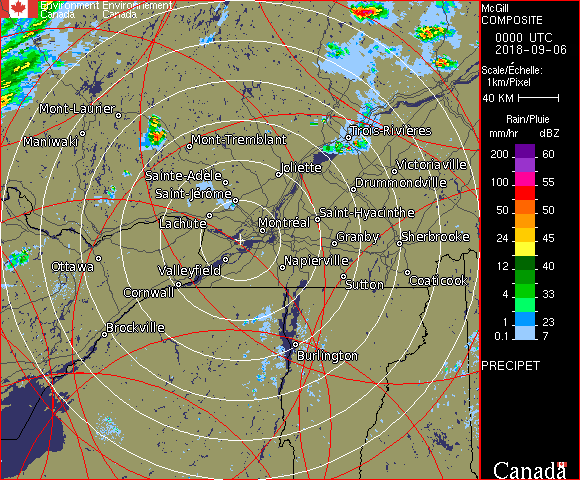 Environment Environnement
Canada Canada
McGill
COMPOSITE
0000 UTC
2018-09-06
Scale/Échelle:
1km/Pixel
40 KM
Rain/Pluie
mm/hr dBZ
200 60
100 55
50 50
24 45
12 40
8 33
4 30
1 23
0.1 7
PRECIPET
Canada
Mont-Laurier
Maniwaki
Mont-Tremblant
Trois-Rivières
Sainte-Adèle
Joliette
Victoriaville
Saint-Jérôme
Drummondville
Lachute
Montréal
Saint-Hyacinthe
Granby
Sherbrooke
Ottawa
Valleyfield
Napierville
Cornwall
Sutton
Coaticook
Brockville
Burlington